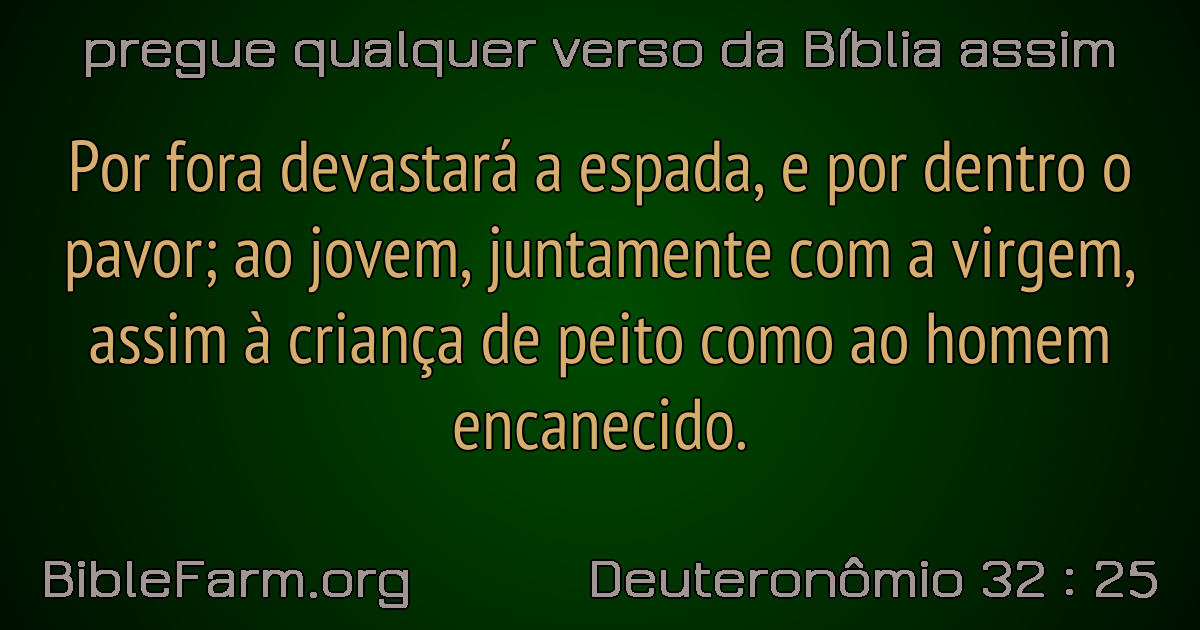 pregue qualquer verso da Bíblia assim
Por fora devastará a espada, e por dentro o
pavor; ao jovem, juntamente com a virgem,
assim à criança de peito como ao homem
encanecido.
BibleFarm.org
Deuteronômio 32 : 25